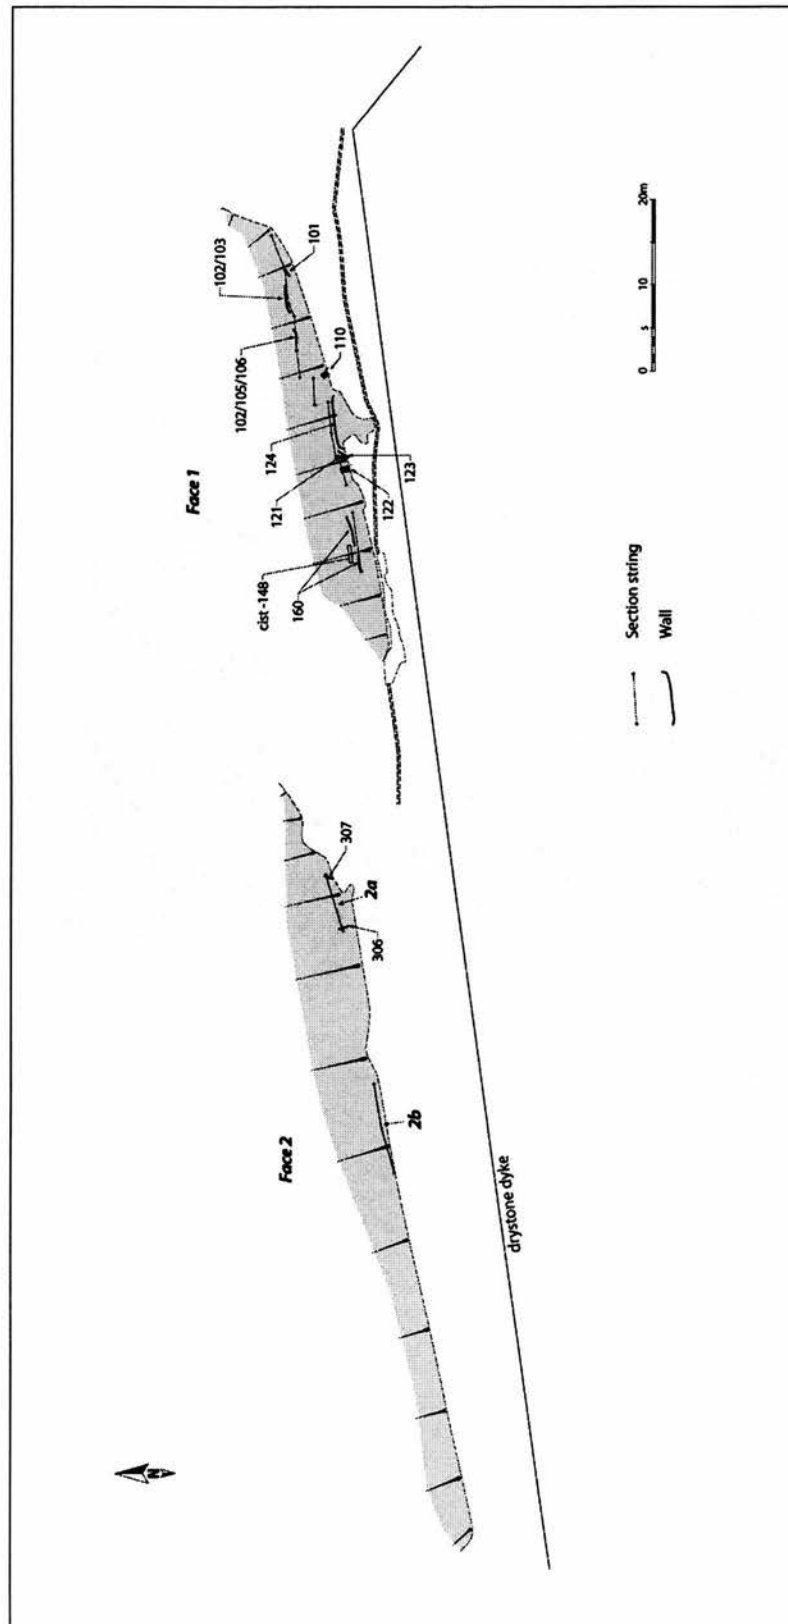 Face 1
102/103
101
102/105/106
110
124
121
123
122
cist-148
160
Face 2
307
2a
306
2b
drystone dyke
N
0 5 10 20m
Section string
Wall